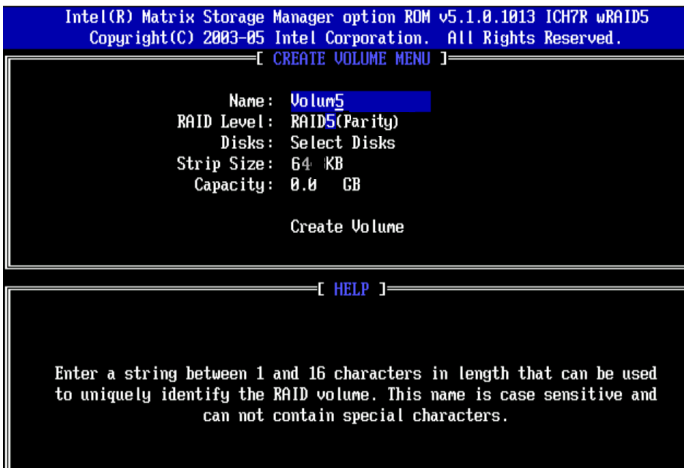 Intel(R) Matrix Storage Manager option ROM v5.1.0.1013 ICH7R wRAID5
Copyright(C) 2003-05 Intel Corporation. All Rights Reserved.
[ CREATE VOLUME MENU ]
Name: Volum5
RAID Level: RAID5(Parity)
Disks: Select Disks
Strip Size: 64 KB
Capacity: 0.0 GB
Create Volume
[ HELP ]
Enter a string between 1 and 16 characters in length that can be used
to uniquely identify the RAID volume. This name is case sensitive and
can not contain special characters.